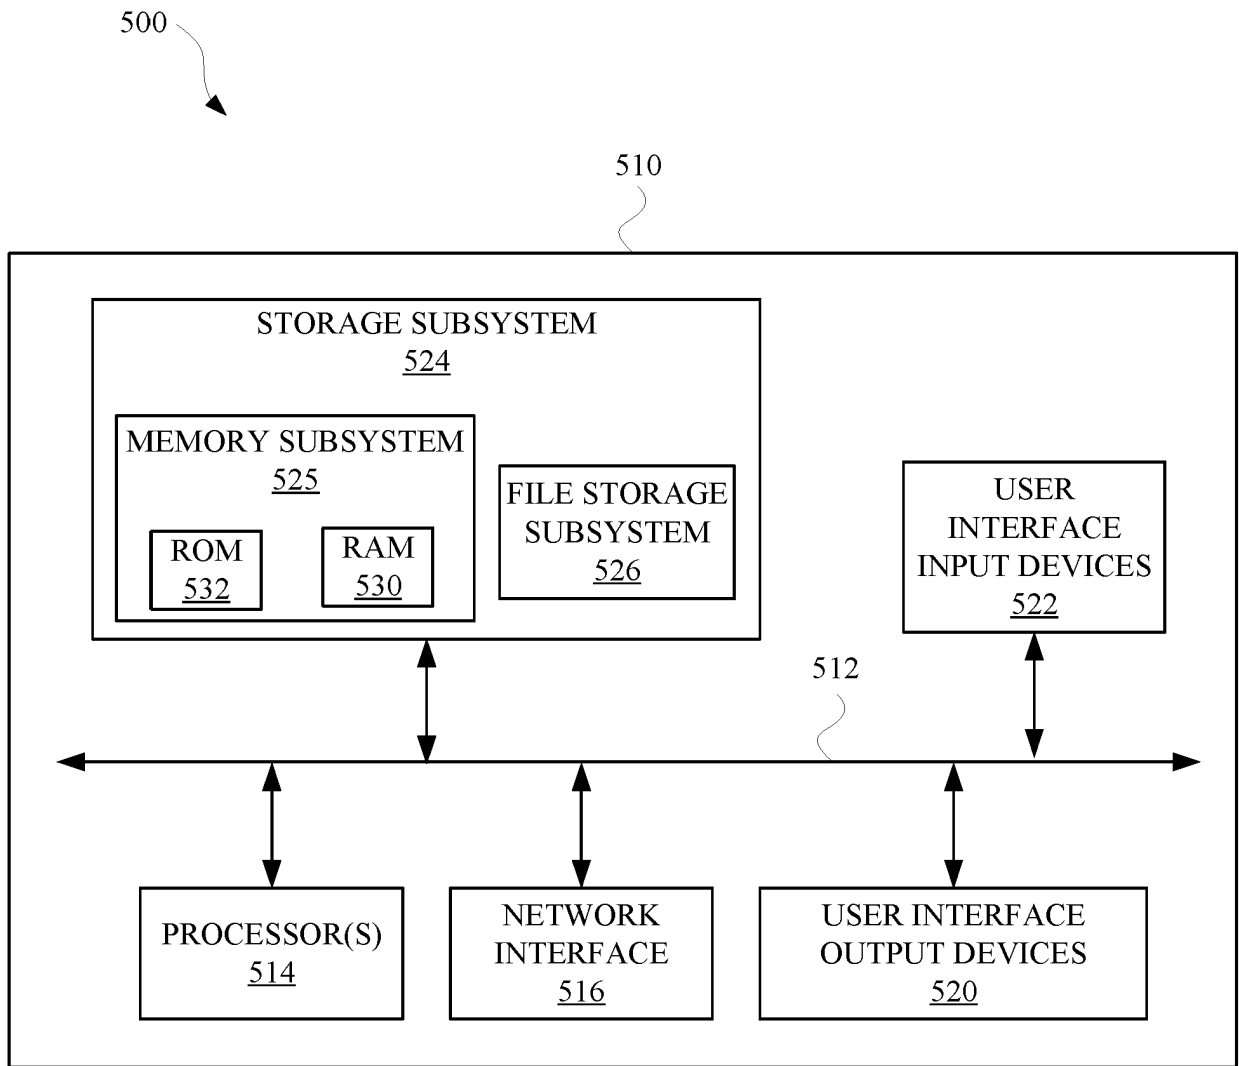 500
510
STORAGE SUBSYSTEM
524
MEMORY SUBSYSTEM
525
ROM
532
RAM
530
FILE STORAGE
SUBSYSTEM
526
USER
INTERFACE
INPUT DEVICES
522
512
PROCESSOR(S)
514
NETWORK
INTERFACE
516
USER INTERFACE
OUTPUT DEVICES
520